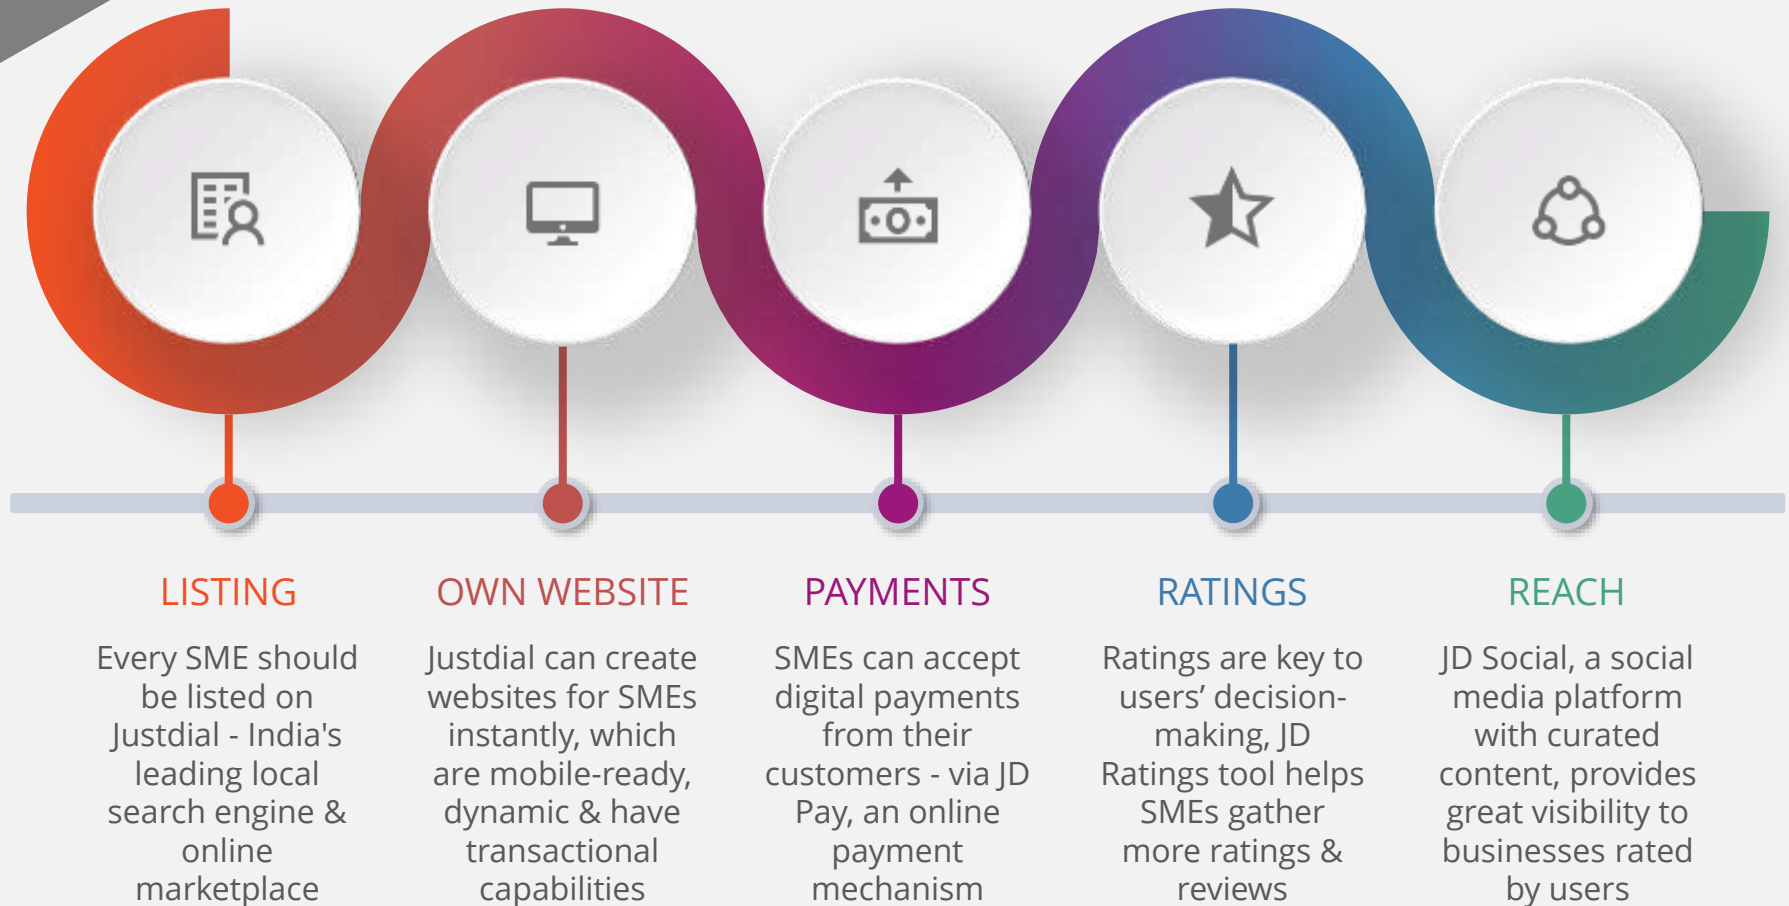 LISTING
Every SME should
be listed on
Justdial - India's
leading local
search engine &
online
marketplace
OWN WEBSITE
Justdial can create
websites for SMEs
instantly, which
are mobile-ready,
dynamic & have
transactional
capabilities
PAYMENTS
SMEs can accept
digital payments
from their
customers - via JD
Pay, an online
payment
mechanism
RATINGS
Ratings are key to
users’ decision-
making, JD
Ratings tool helps
SMEs gather
more ratings &
reviews
REACH
JD Social, a social
media platform
with curated
content, provides
great visibility to
businesses rated
by users